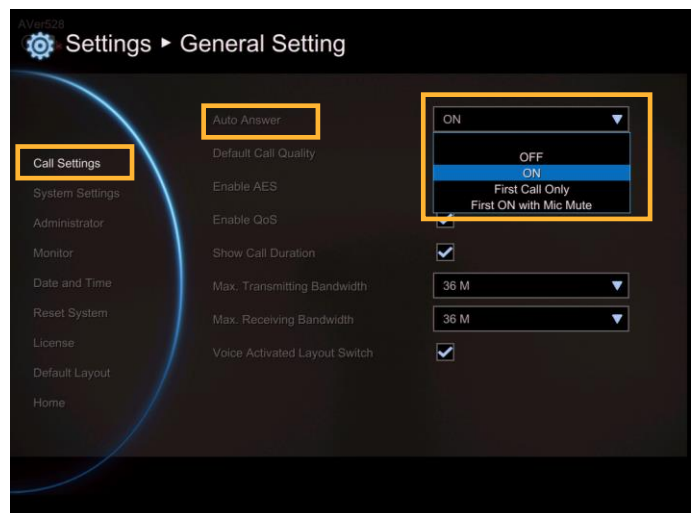 AVer528
Settings ► General Setting
Call Settings
System Settings
Administrator
Monitor
Date and Time
Reset System
License
Default Layout
Home
Auto Answer
ON
OFF
ON
First Call Only
First ON with Mic Mute
Default Call Quality
Enable AES
Enable QoS
Show Call Duration
Max. Transmitting Bandwidth
36 M
Max. Receiving Bandwidth
36 M
Voice Activated Layout Switch